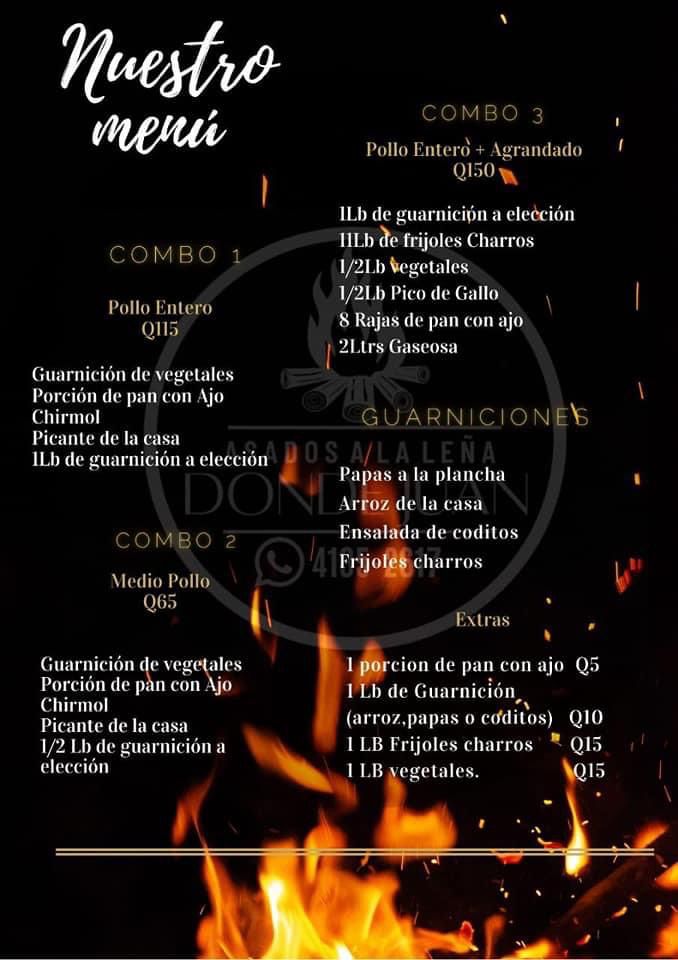 Nuestro
menú
COMBO 1
Pollo Entero
Q115
Guarnición de vegetales
Porción de pan con Ajo
Chirmol
Picante de la casa
1Lb de guarnición a elección
COMBO 2
Medio Pollo
Q65
Guarnición de vegetales
Porción de pan con Ajo
Chirmol
Picante de la casa
1/2 Lb de guarnición a
elección
COMBO 3
Pollo Entero + Agrandado
Q150
1Lb de guarnición a elección
11Lb de frijoles Charros
1/2Lb vegetales
1/2Lb Pico de Gallo
8 Rajas de pan con ajo
2Ltrs Gaseosa
GUARNICIONES
Papas a la plancha
Arroz de la casa
Ensalada de coditos
Frijoles charros
Extras
1 porcion de pan con ajo Q5
1 Lb de Guarnición
(arroz,papas o coditos) Q10
1 LB Frijoles charros Q15
1 LB vegetales. Q15
ASADOS A LA LEÑA
DONDE JUAN